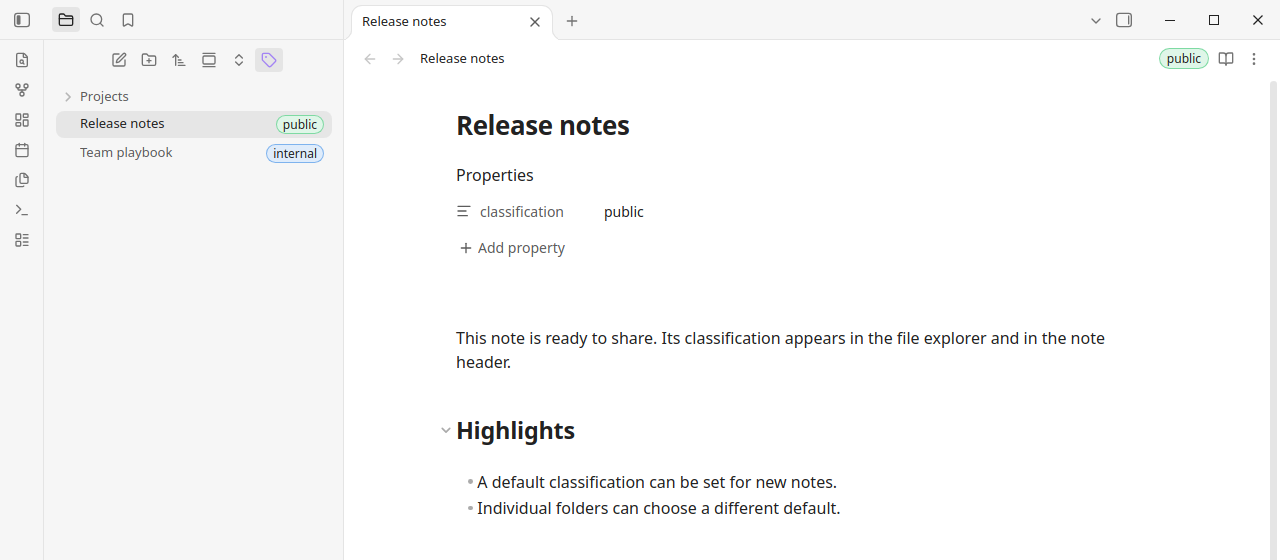 Release notes
Release notes
public
Projects
Release notes
public
Team playbook
internal
Release notes
Properties
classification
public
Add property
This note is ready to share. Its classification appears in the file explorer and in the note
header.
Highlights
A default classification can be set for new notes.
Individual folders can choose a different default.